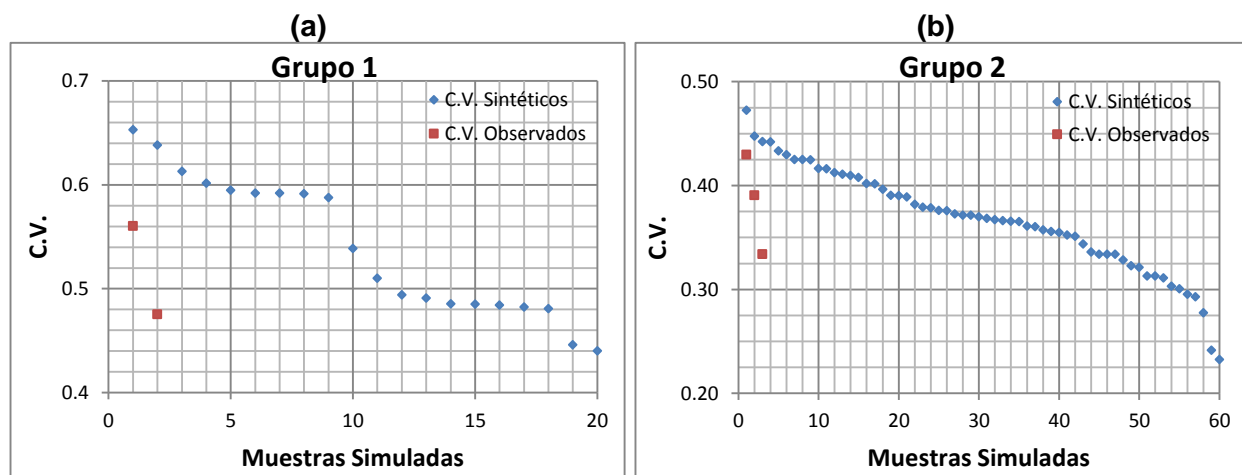 (a)
Grupo 1
C.V. Sintéticos
C.V. Observados
0.7
0.6
0.5
0.4
C.V.
0
5
10
15
20
Muestras Simuladas
(b)
Grupo 2
C.V. Sintéticos
C.V. Observados
0.50
0.40
0.30
0.20
C.V.
0
10
20
30
40
50
60
Muestras Simuladas